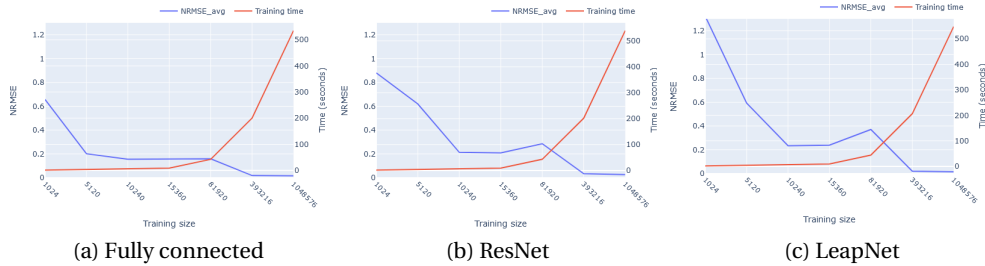 NRMSE_avg Training time
1.2
1
0.8
0.6
0.4
0.2
0
NRMSE
500
400
300
200
100
0
Time (seconds)
1024 5120 10240 15360 81920 393216 1048576
Training size
(a) Fully connected
NRMSE_avg Training time
1.2
1
0.8
0.6
0.4
0.2
0
NRMSE
500
400
300
200
100
0
Time (seconds)
1024 5120 10240 15360 81920 393216 1048576
Training size
(b) ResNet
NRMSE_avg Training time
1.2
1
0.8
0.6
0.4
0.2
0
NRMSE
500
400
300
200
100
0
Time (seconds)
1024 5120 10240 15360 81920 393216 1048576
Training size
(c) LeapNet